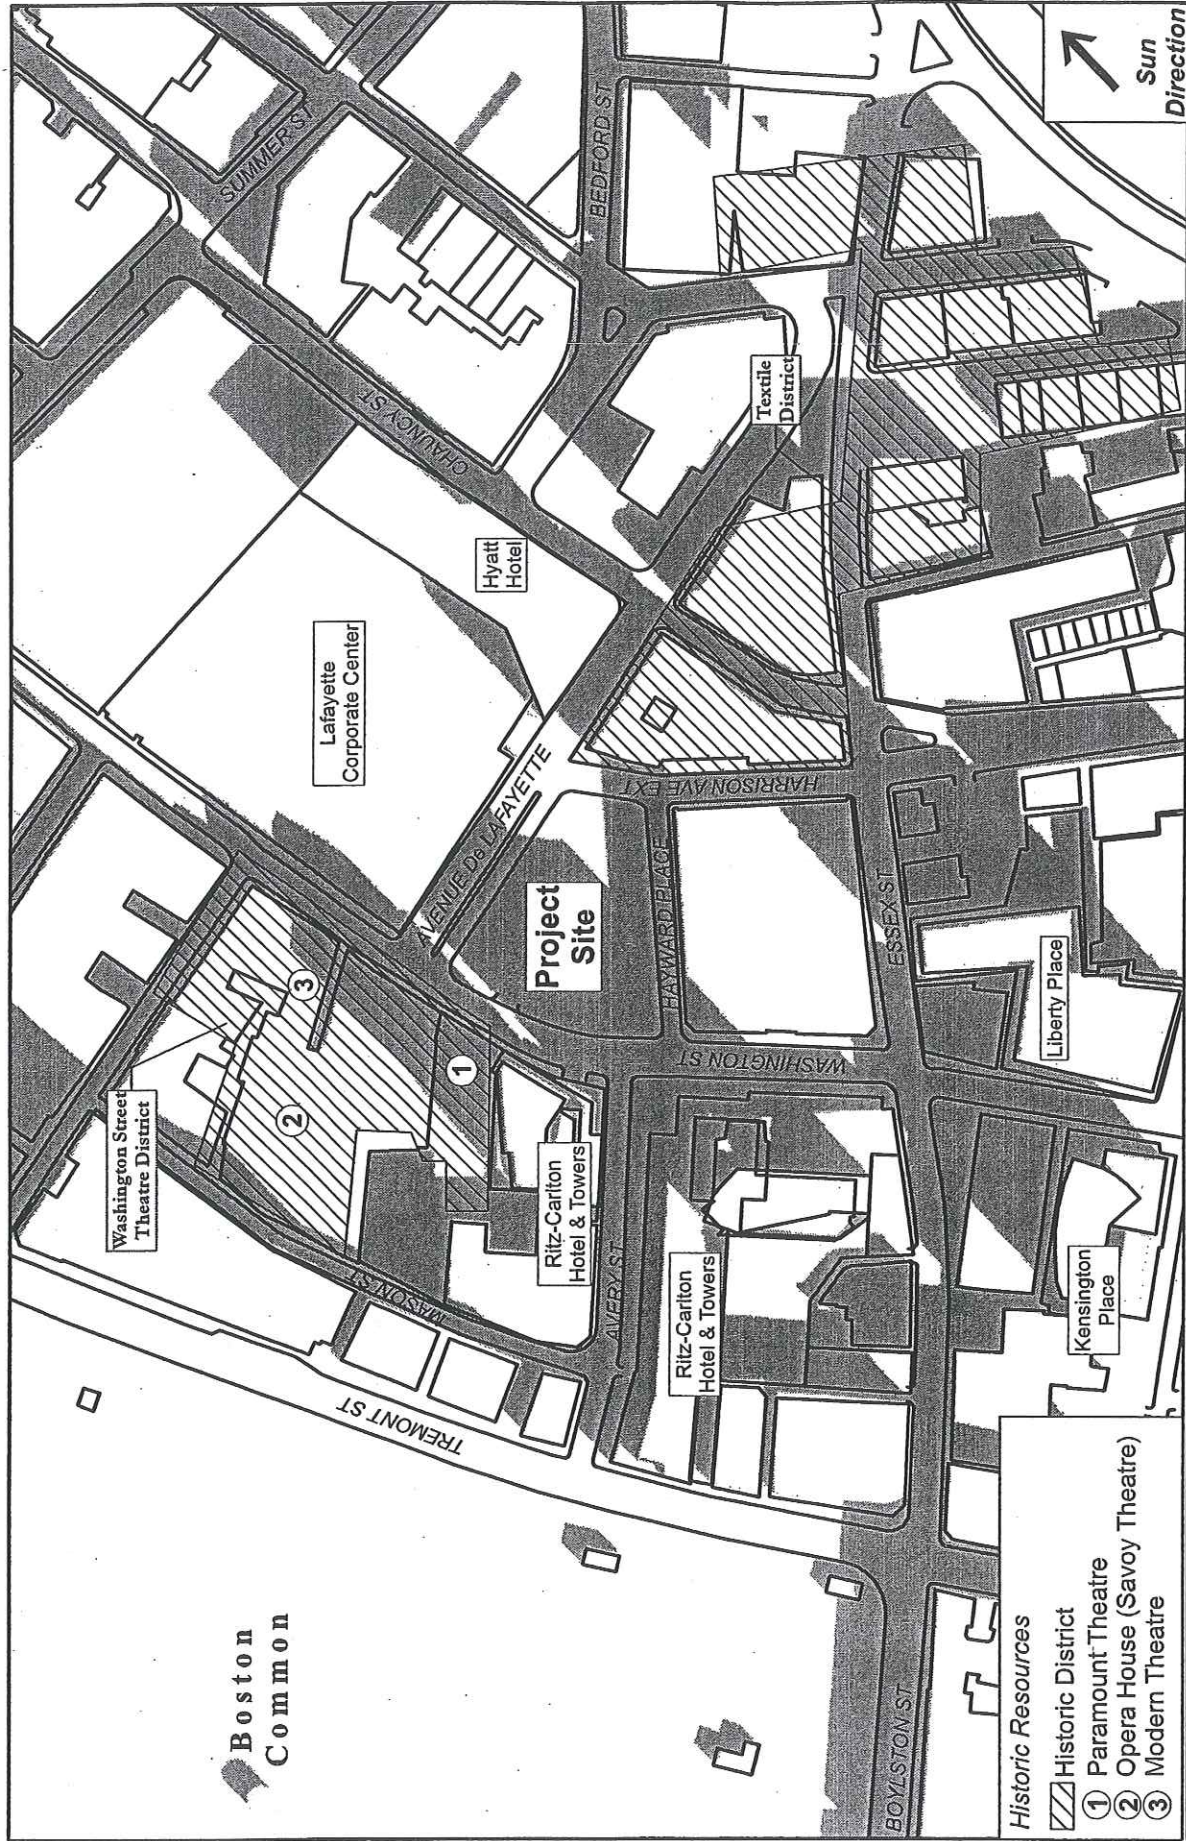 Boston
Common
TREMONT ST
MASON ST
Washington Street
Theatre District
SUMMER ST
CHAUNCY ST
BEDFORD ST
Lafayette
Corporate Center
Hyatt
Hotel
AVENUE De LAFAYETTE
Textile
District
3
2
1
Ritz-Carlton
Hotel & Towers
AVERY ST
Project
Site
HAYWARD PLACE
HARRISON AVE EXT
Ritz-Carlton
Hotel & Towers
WASHINGTON ST
ESSEX ST
BOYLSTON ST
Kensington
Place
Liberty Place
Historic Resources
Historic District
1 Paramount Theatre
2 Opera House (Savoy Theatre)
3 Modern Theatre
Sun
Direction